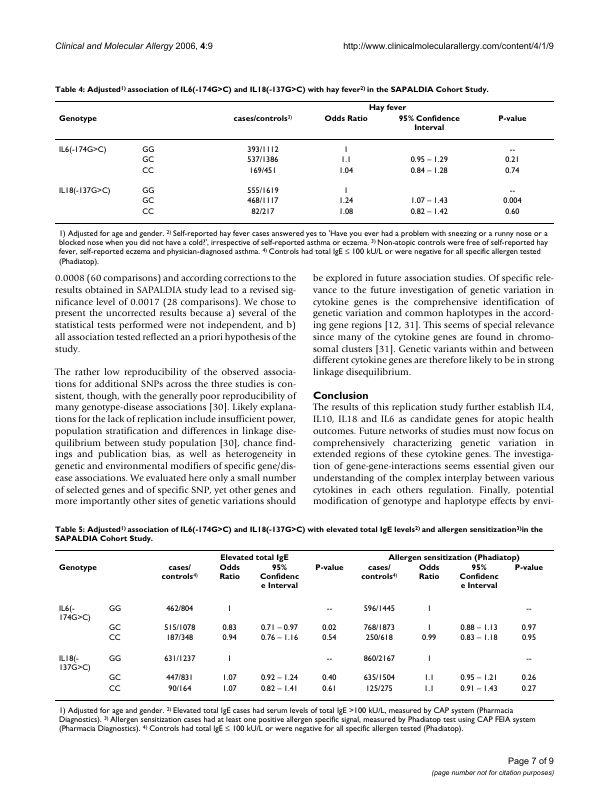 Clinical and Molecular Allergy 2006, 4:9 http://www.clinicalmolecularallergy.com/content/4/1/9
Table 4: Adjusted1) association of IL6(-174G>C) and IL18(-137G>C) with hay fever2) in the SAPALDIA Cohort Study.
Hay fever
Genotype cases/controls3) Odds Ratio 95% Confidence Interval P-value
IL6(-174G>C) GG 393/1112 1 --
GC 537/1386 1.1 0.95 – 1.29 0.21
CC 169/451 1.04 0.84 – 1.28 0.74
IL18(-137G>C) GG 555/1619 1 --
GC 468/1117 1.24 1.07 – 1.43 0.004
CC 82/217 1.08 0.82 – 1.42 0.60
1) Adjusted for age and gender. 2) Self-reported hay fever cases answered yes to 'Have you ever had a problem with sneezing or a runny nose or a
blocked nose when you did not have a cold?', irrespective of self-reported asthma or eczema. 3) Non-atopic controls were free of self-reported hay
fever, self-reported eczema and physician-diagnosed asthma. 4) Controls had total IgE ≤ 100 kU/L or were negative for all specific allergen tested
(Phadiatop).
0.0008 (60 comparisons) and according corrections to the
results obtained in SAPALDIA study lead to a revised sig-
nificance level of 0.0017 (28 comparisons). We chose to
present the uncorrected results because a) several of the
statistical tests performed were not independent, and b)
all association tested reflected an a priori hypothesis of the
study.
The rather low reproducibility of the observed associa-
tions for additional SNPs across the three studies is con-
sistent, though, with the generally poor reproducibility of
many genotype-disease associations [30]. Likely explana-
tions for the lack of replication include insufficient power,
population stratification and differences in linkage dise-
quilibrium between study population [30], chance find-
ings and publication bias, as well as heterogeneity in
genetic and environmental modifiers of specific gene/dis-
ease associations. We evaluated here only a small number
of selected genes and of specific SNP, yet other genes and
more importantly other sites of genetic variations should
be explored in future association studies. Of specific rele-
vance to the future investigation of genetic variation in
cytokine genes is the comprehensive identification of
genetic variation and common haplotypes in the accord-
ing gene regions [12, 31]. This seems of special relevance
since many of the cytokine genes are found in chromo-
somal clusters [31]. Genetic variants within and between
different cytokine genes are therefore likely to be in strong
linkage disequilibrium.
Conclusion
The results of this replication study further establish IL4,
IL10, IL18 and IL6 as candidate genes for atopic health
outcomes. Future networks of studies must now focus on
comprehensively characterizing genetic variation in
extended regions of these cytokine genes. The investiga-
tion of gene-gene-interactions seems essential given our
understanding of the complex interplay between various
cytokines in each others regulation. Finally, potential
modification of genotype and haplotype effects by envi-
Table 5: Adjusted1) association of IL6(-174G>C) and IL18(-137G>C) with elevated total IgE levels2) and allergen sensitization3)in the
SAPALDIA Cohort Study.
Elevated total IgE Allergen sensitization (Phadiatop)
Genotype cases/ controls4) Odds Ratio 95% Confidenc e Interval P-value cases/ controls4) Odds Ratio 95% Confidenc e Interval P-value
IL6(- 174G>C) GG 462/804 1 -- 596/1445 1 --
GC 515/1078 0.83 0.71 – 0.97 0.02 768/1873 1 0.88 – 1.13 0.97
CC 187/348 0.94 0.76 – 1.16 0.54 250/618 0.99 0.83 – 1.18 0.95
IL18(- 137G>C) GG 631/1237 1 -- 860/2167 1 --
GC 447/831 1.07 0.92 – 1.24 0.40 635/1504 1.1 0.95 – 1.21 0.26
CC 90/164 1.07 0.82 – 1.41 0.61 125/275 1.1 0.91 – 1.43 0.27
1) Adjusted for age and gender. 2) Elevated total IgE cases had serum levels of total IgE >100 kU/L, measured by CAP system (Pharmacia
Diagnostics). 3) Allergen sensitization cases had at least one positive allergen specific signal, measured by Phadiatop test using CAP FEIA system
(Pharmacia Diagnostics). 4) Controls had total IgE ≤ 100 kU/L or were negative for all specific allergen tested (Phadiatop).
Page 7 of 9
(page number not for citation purposes)